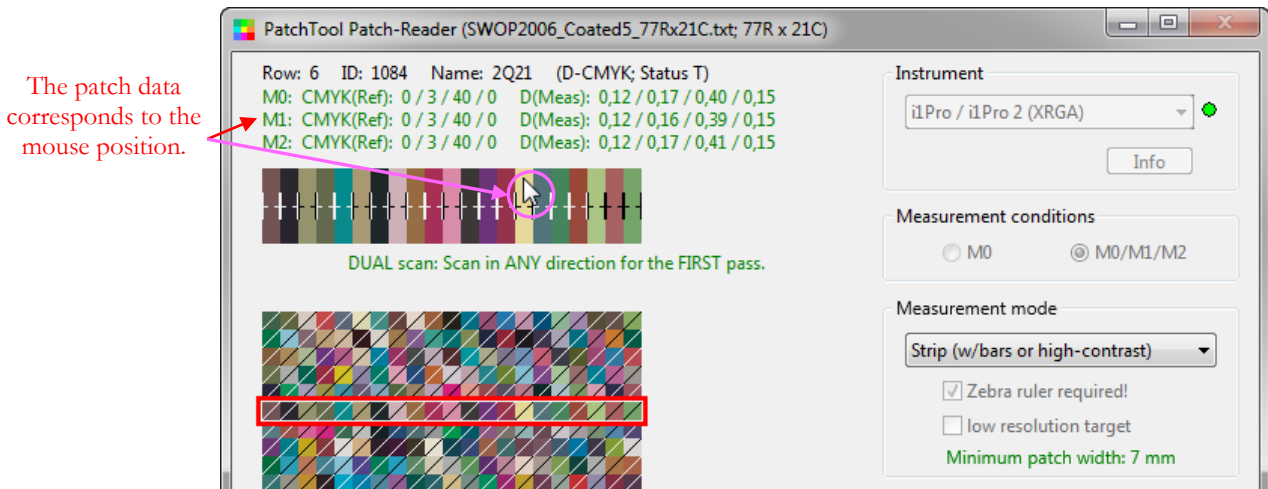 PatchTool Patch-Reader (SWOP2006_Coated5_77Rx21C.txt; 77R x 21C)
The patch data
corresponds to the
mouse position.
Row: 6 ID: 1084 Name: 2Q21 (D-CMYK; Status T)
M0: CMYK(Ref): 0 / 3 / 40 / 0 D(Meas): 0,12 / 0,17 / 0,40 / 0,15
M1: CMYK(Ref): 0 / 3 / 40 / 0 D(Meas): 0,12 / 0,16 / 0,39 / 0,15
M2: CMYK(Ref): 0 / 3 / 40 / 0 D(Meas): 0,12 / 0,17 / 0,41 / 0,15
DUAL scan: Scan in ANY direction for the FIRST pass.
Instrument
i1Pro / i1Pro 2 (XRGA)
Info
Measurement conditions
M0 M0/M1/M2
Measurement mode
Strip (w/bars or high-contrast)
Zebra ruler required!
low resolution target
Minimum patch width: 7 mm